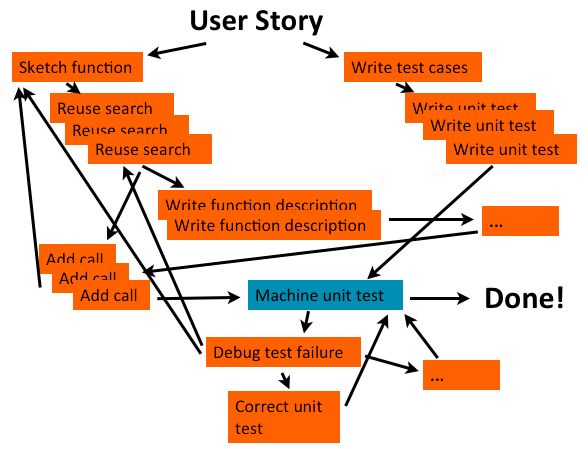 User Story
Sketch function
Write test cases
Reuse search
Reuse search
Reuse search
Write unit test
Write unit test
Write unit test
Write function description
Write function description
...
Add call
Add call
Add call
Machine unit test
Done!
Debug test failure
...
Correct unit
test